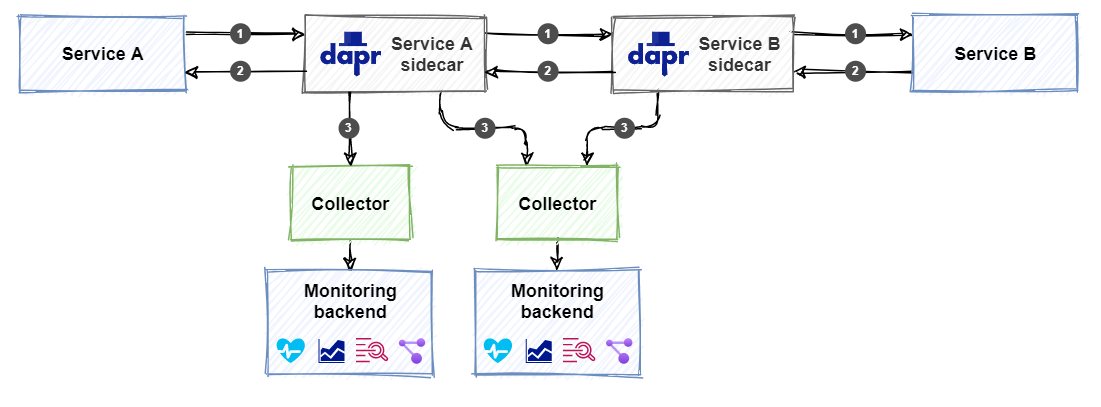 Service A
1
dapr
Service A
sidecar
1
dapr
Service B
sidecar
1
Service B
2
2
2
3
3
3
Collector
Collector
Monitoring
backend
Monitoring
backend